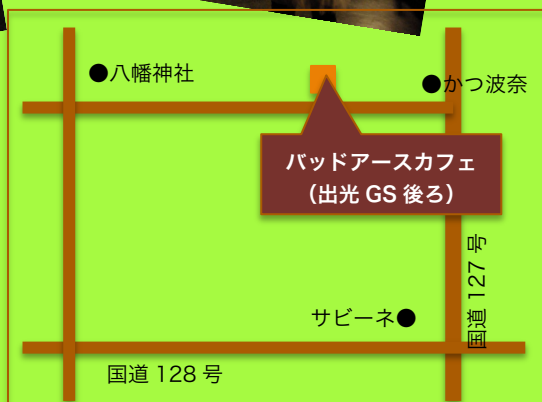 ●八幡神社
●かつ波奈
バッドアースカフェ
（出光 GS 後ろ）
国道 127 号
サビーネ●
国道 128 号